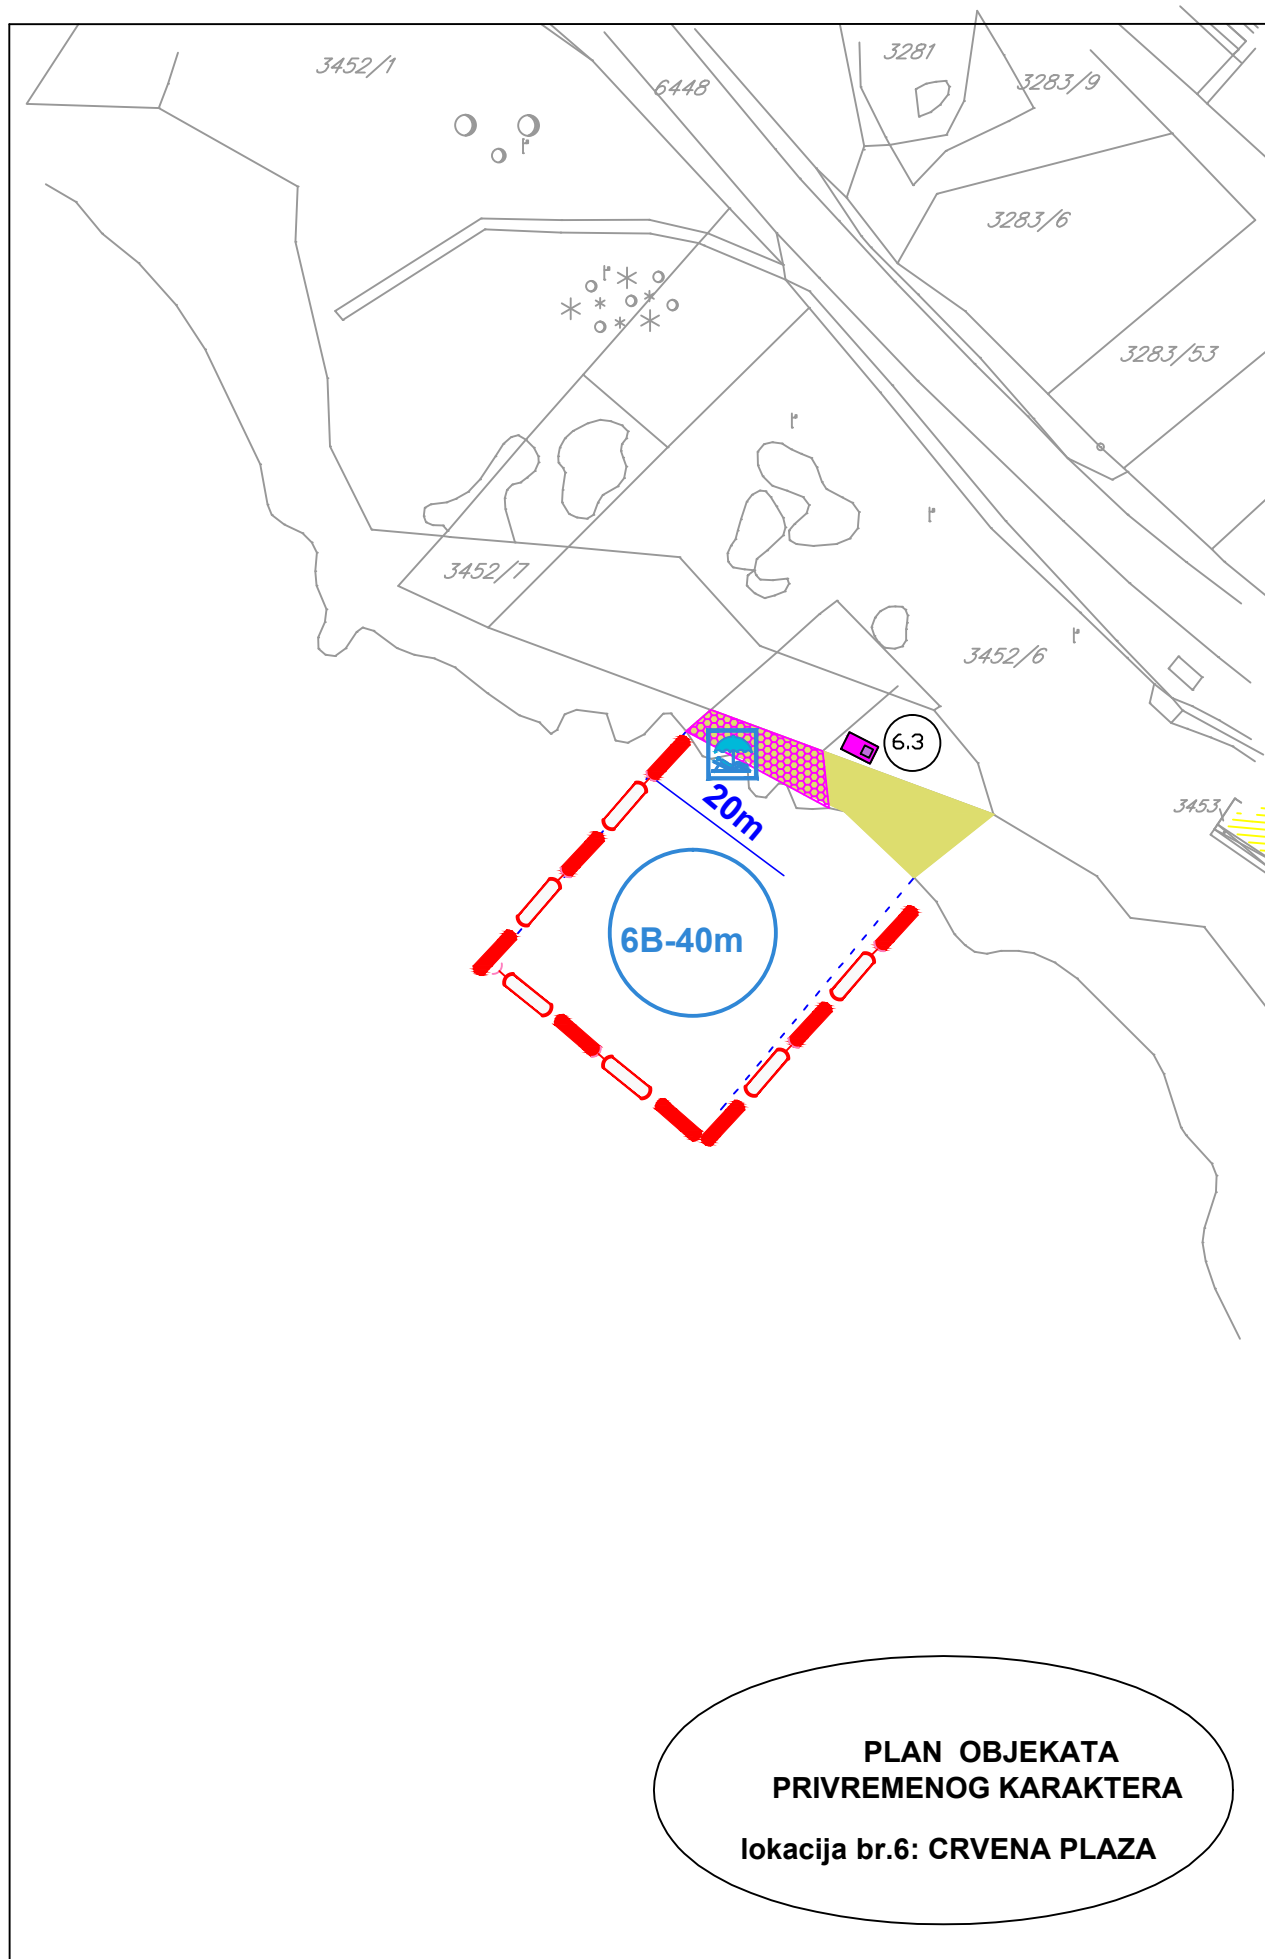 3452/1
6448
3281
3283/9
3283/6
3283/53
3452/7
3452/6
6.3
3453
20m
6B-40m
PLAN OBJEKATA
PRIVREMENOG KARAKTERA
lokacija br.6: CRVENA PLAZA